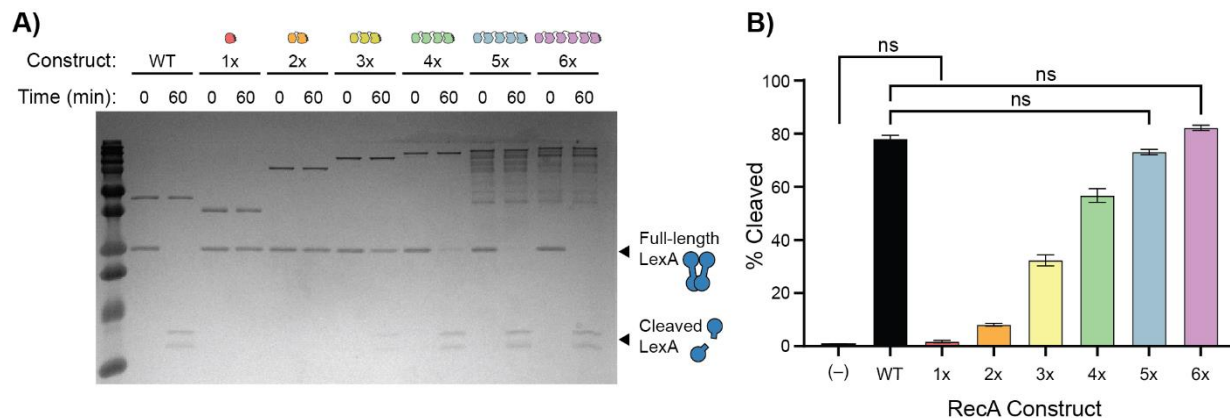 A)
Construct: WT 1x 2x 3x 4x 5x 6x
Time (min): 0 60 0 60 0 60 0 60 0 60 0 60 0 60
Full-length
LexA
Cleaved
LexA
B)
ns
ns
ns
% Cleaved
100
80
60
40
20
0
(–) WT 1x 2x 3x 4x 5x 6x
RecA Construct